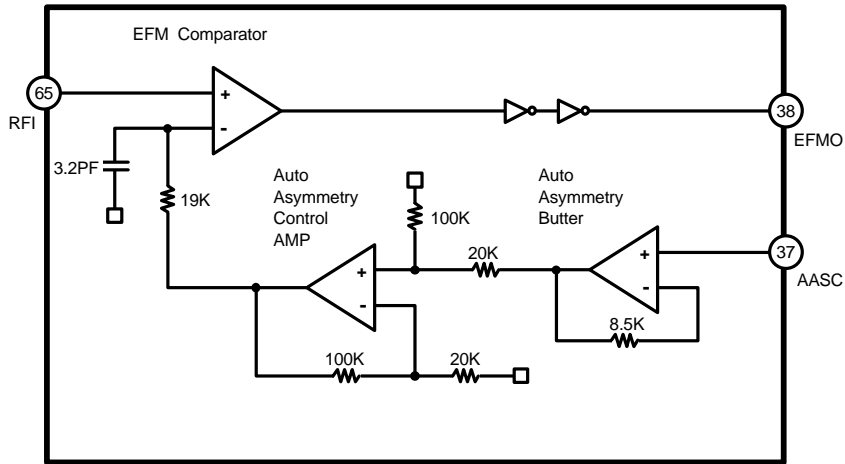 EFM Comparator
65
RFI
+
-
38
EFMO
3.2PF
19K
Auto
Asymmetry
Control
AMP
100K
Auto
Asymmetry
Butter
20K
37
AASC
+
-
+
-
8.5K
100K
20K